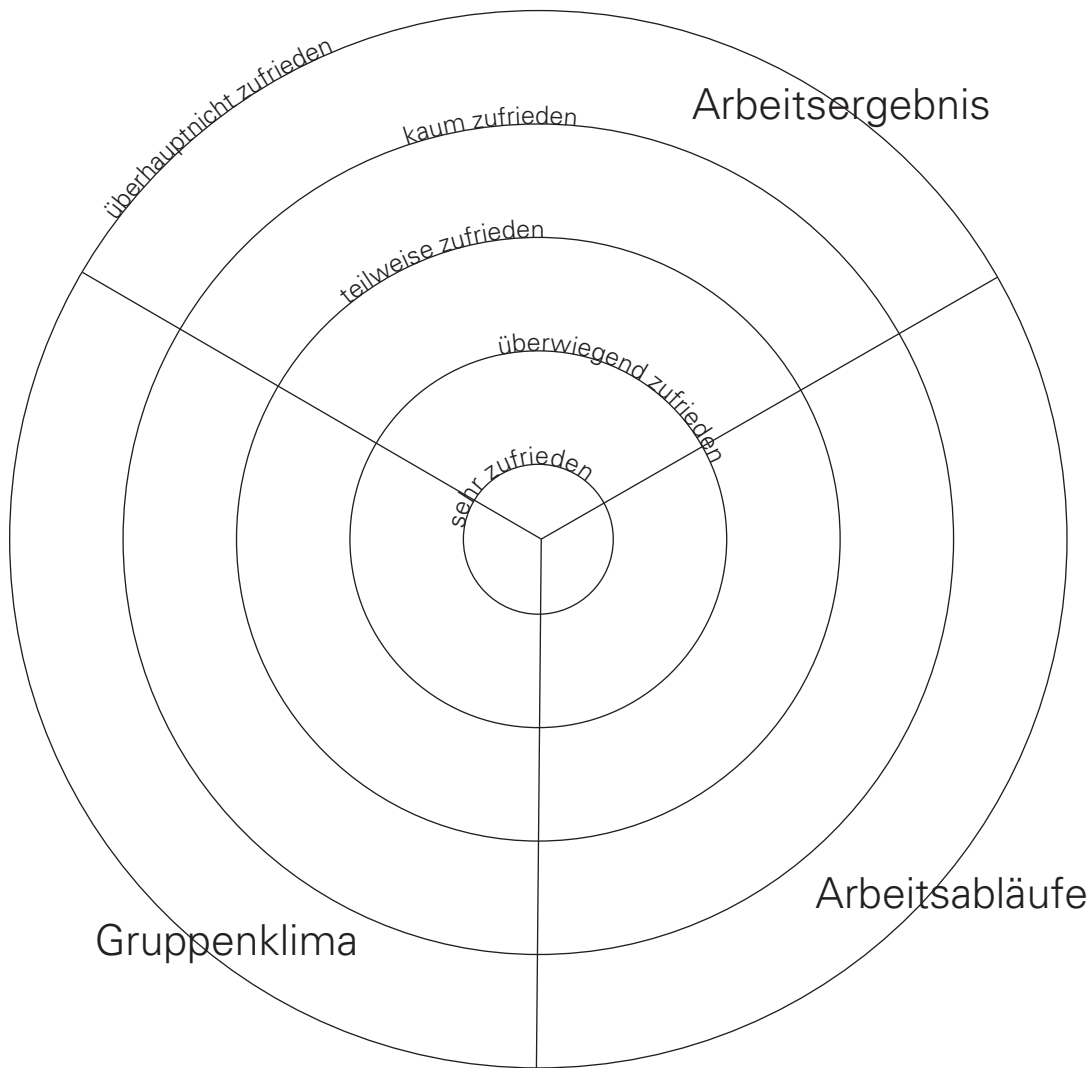 überhauptnicht zufrieden
Arbeitsergebnis
kaum zufrieden
teilweise zufrieden
überwiegend zufrieden
sehr zufrieden
Arbeitsabläufe
Gruppenklima